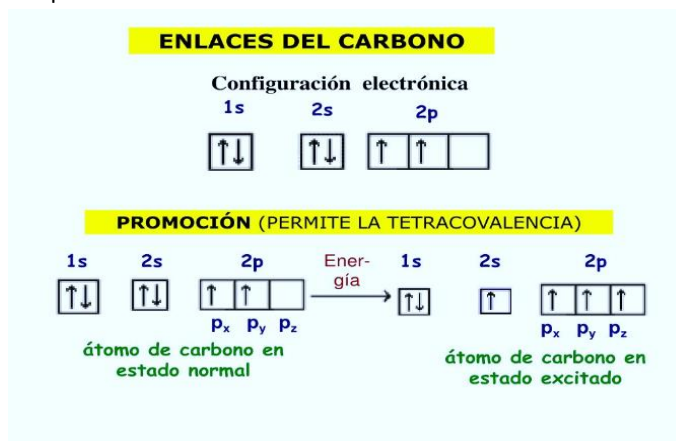 ENLACES DEL CARBONO
Configuración electrónica
1s 2s 2p
↑↓ ↑↓ ↑ ↑
PROMOCIÓN (PERMITE LA TETRACOVALENCIA)
1s 2s 2p Ener- 1s 2s 2p
gía
↑↓ ↑↓ ↑ ↑ → ↑↓ ↑ ↑ ↑ ↑
px py pz px py pz
átomo de carbono en
estado normal
átomo de carbono en
estado excitado